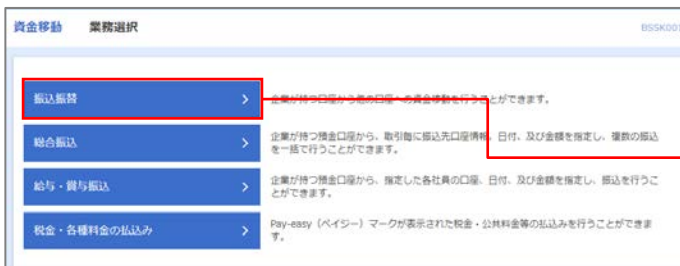 資金移動 業務選択 BSSK001
振込振替 企業が持つ口座から他の口座への資金移動を行うことができます。
総合振込 企業が持つ預金口座から、取引毎に振込先口座情報、日付、及び金額を指定し、複数の振込
を一括で行うことができます。
給与・賞与振込 企業が持つ預金口座から、指定した各社員の口座、日付、及び金額を指定し、振込を行うこ
とができます。
税金・各種料金の払込み Pay-easy（ペイジー）マークが表示された税金・公共料金等の払込みを行うことができま
す。